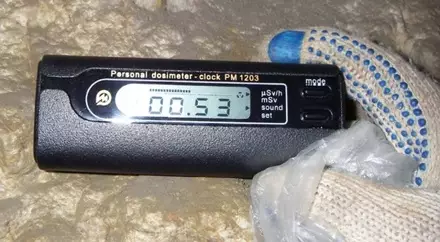 Personal dosimeter - clock PM 1203
mode
00.53
µSv/h
mSv
sound
set